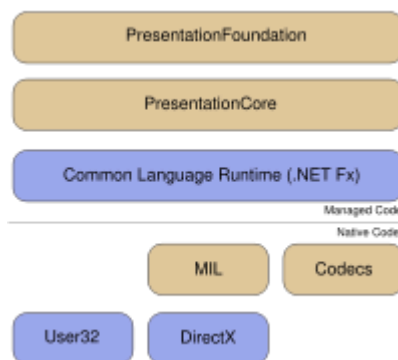 PresentationFoundation
PresentationCore
Common Language Runtime (.NET Fx)
Managed Code
Native Code
MIL
Codecs
User32
DirectX